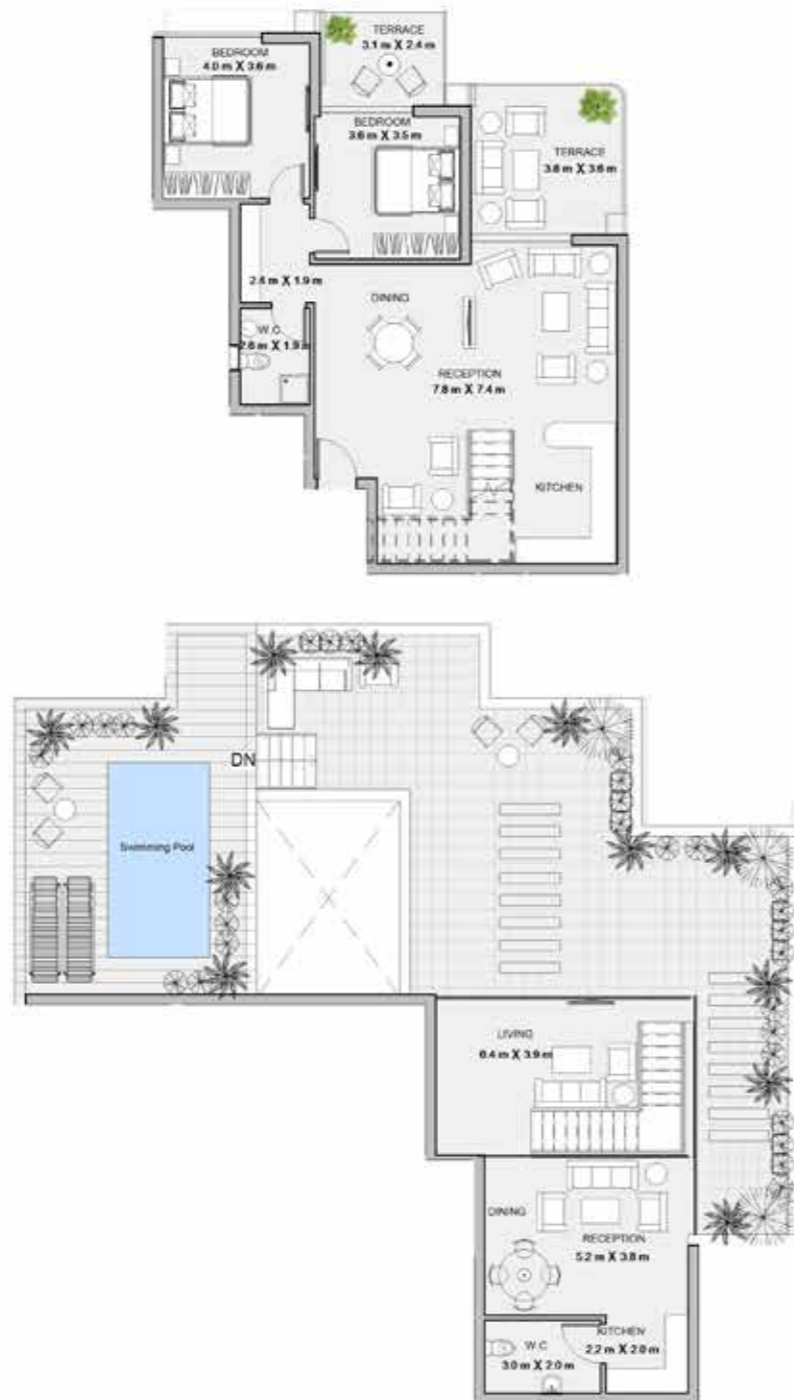 TERRACE
3.1 m X 2.4 m
BEDROOM
4.0 m X 3.6 m
BEDROOM
3.6 m X 3.5 m
TERRACE
3.6 m X 3.6 m
2.4 m X 1.9 m
DINING
W.C
2.6 m X 1.9 m
RECEPTION
7.8 m X 7.4 m
KITCHEN
DN
Swimming Pool
LIVING
6.4 m X 3.9 m
DINING
RECEPTION
5.2 m X 3.8 m
KITCHEN
2.2 m X 2.0 m
W.C
3.0 m X 2.0 m